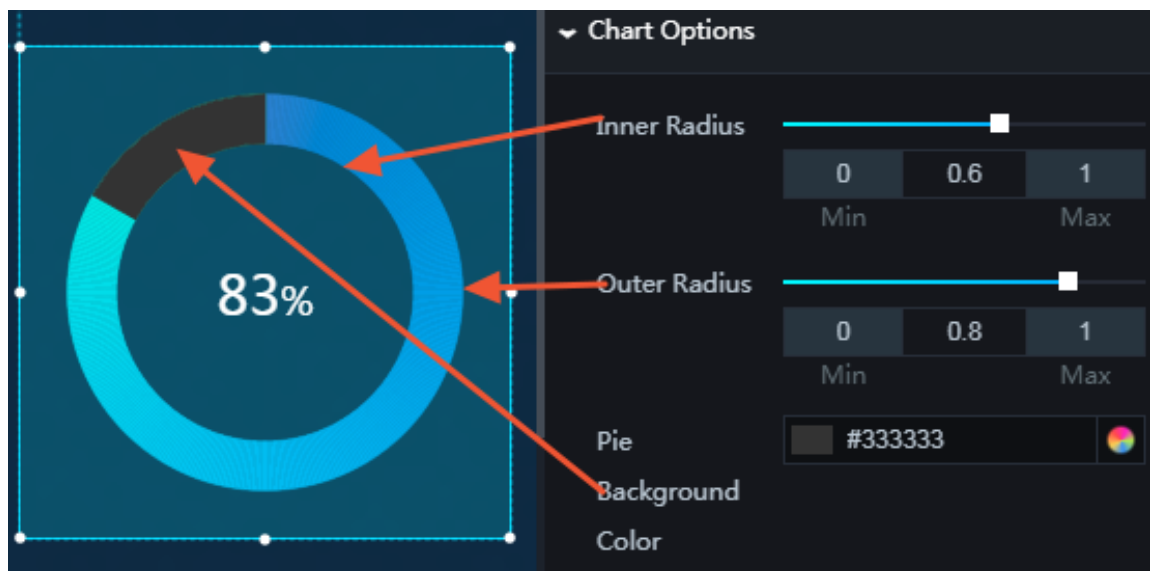 Chart Options
Inner Radius
0 0.6 1
Min Max
83%
Outer Radius
0 0.8 1
Min Max
Pie #333333
Background
Color